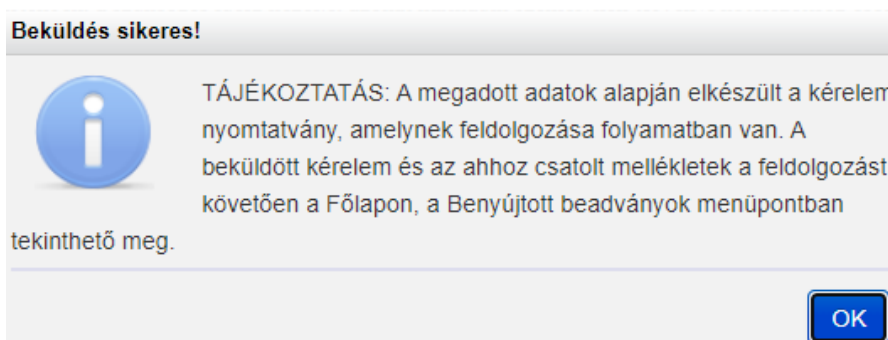 Beküldés sikeres!
TÁJÉKOZTATÁS: A megadott adatok alapján elkészült a kérelem
nyomtatvány, amelynek feldolgozása folyamatban van. A
beküldött kérelem és az ahhoz csatolt mellékletek a feldolgozást
követően a Főlapon, a Benyújtott beadványok menüpontban
tekinthető meg.
OK